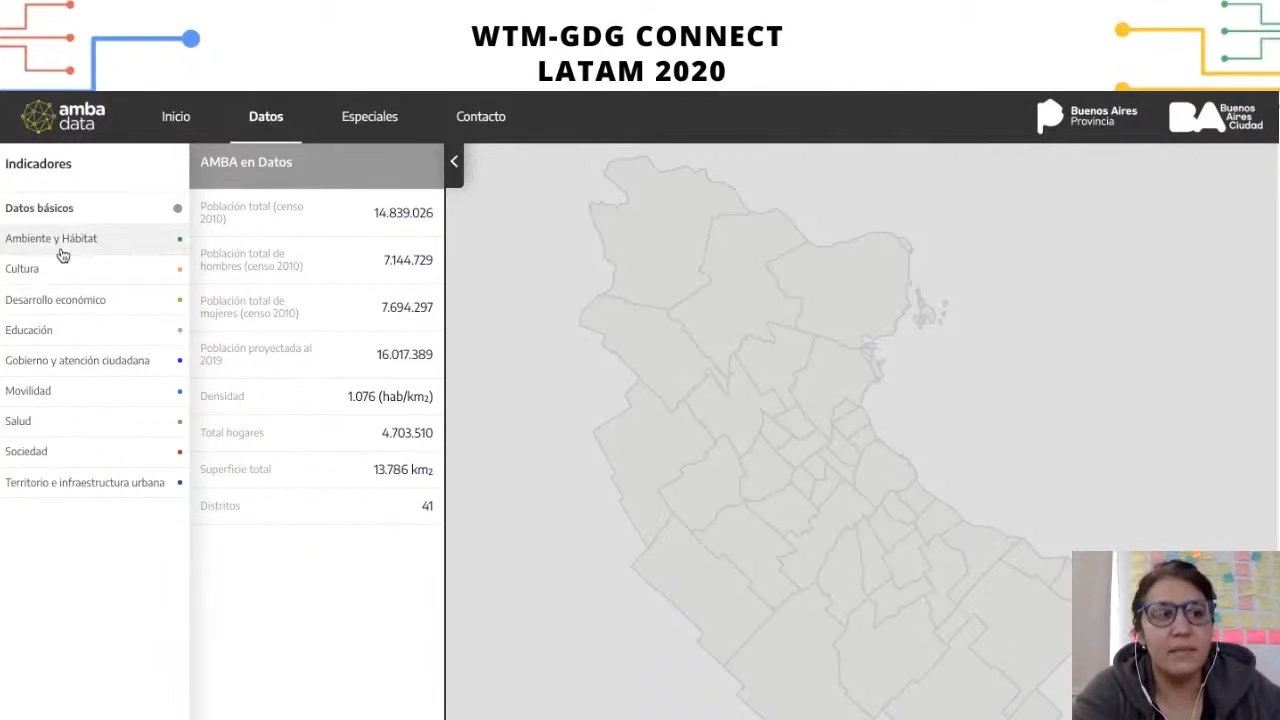 WTM-GDG CONNECT
LATAM 2020
amba
data
Inicio
Datos
Especiales
Contacto
Buenos Aires
Provincia
BA
Buenos
Aires
Ciudad
Indicadores
Datos básicos
Ambiente y Hábitat
Cultura
Desarrollo económico
Educación
Gobierno y atención ciudadana
Movilidad
Salud
Sociedad
Territorio e infraestructura urbana
AMBA en Datos
Población total (censo
2010)
14.839.026
Población total de
hombres (censo 2010)
7.144.729
Población total de
mujeres (censo 2010)
7.694.297
Población proyectada al
2019
16.017.389
Densidad
1.076 (hab/km₂)
Total hogares
4.703.510
Superficie total
13.786 km₂
Distritos
41